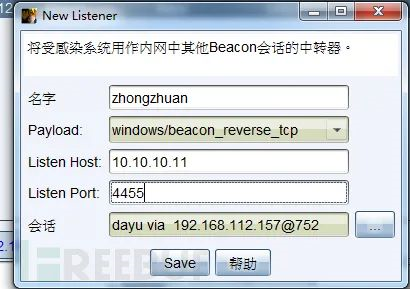 New Listener
将受感染系统用作内网中其他Beacon会话的中转器。
名字 zhongzhuan
Payload: windows/beacon_reverse_tcp
Listen Host: 10.10.10.11
Listen Port: 4455
会话 dayu via 192.168.112.157@752 ...
Save 帮助
REEBUF